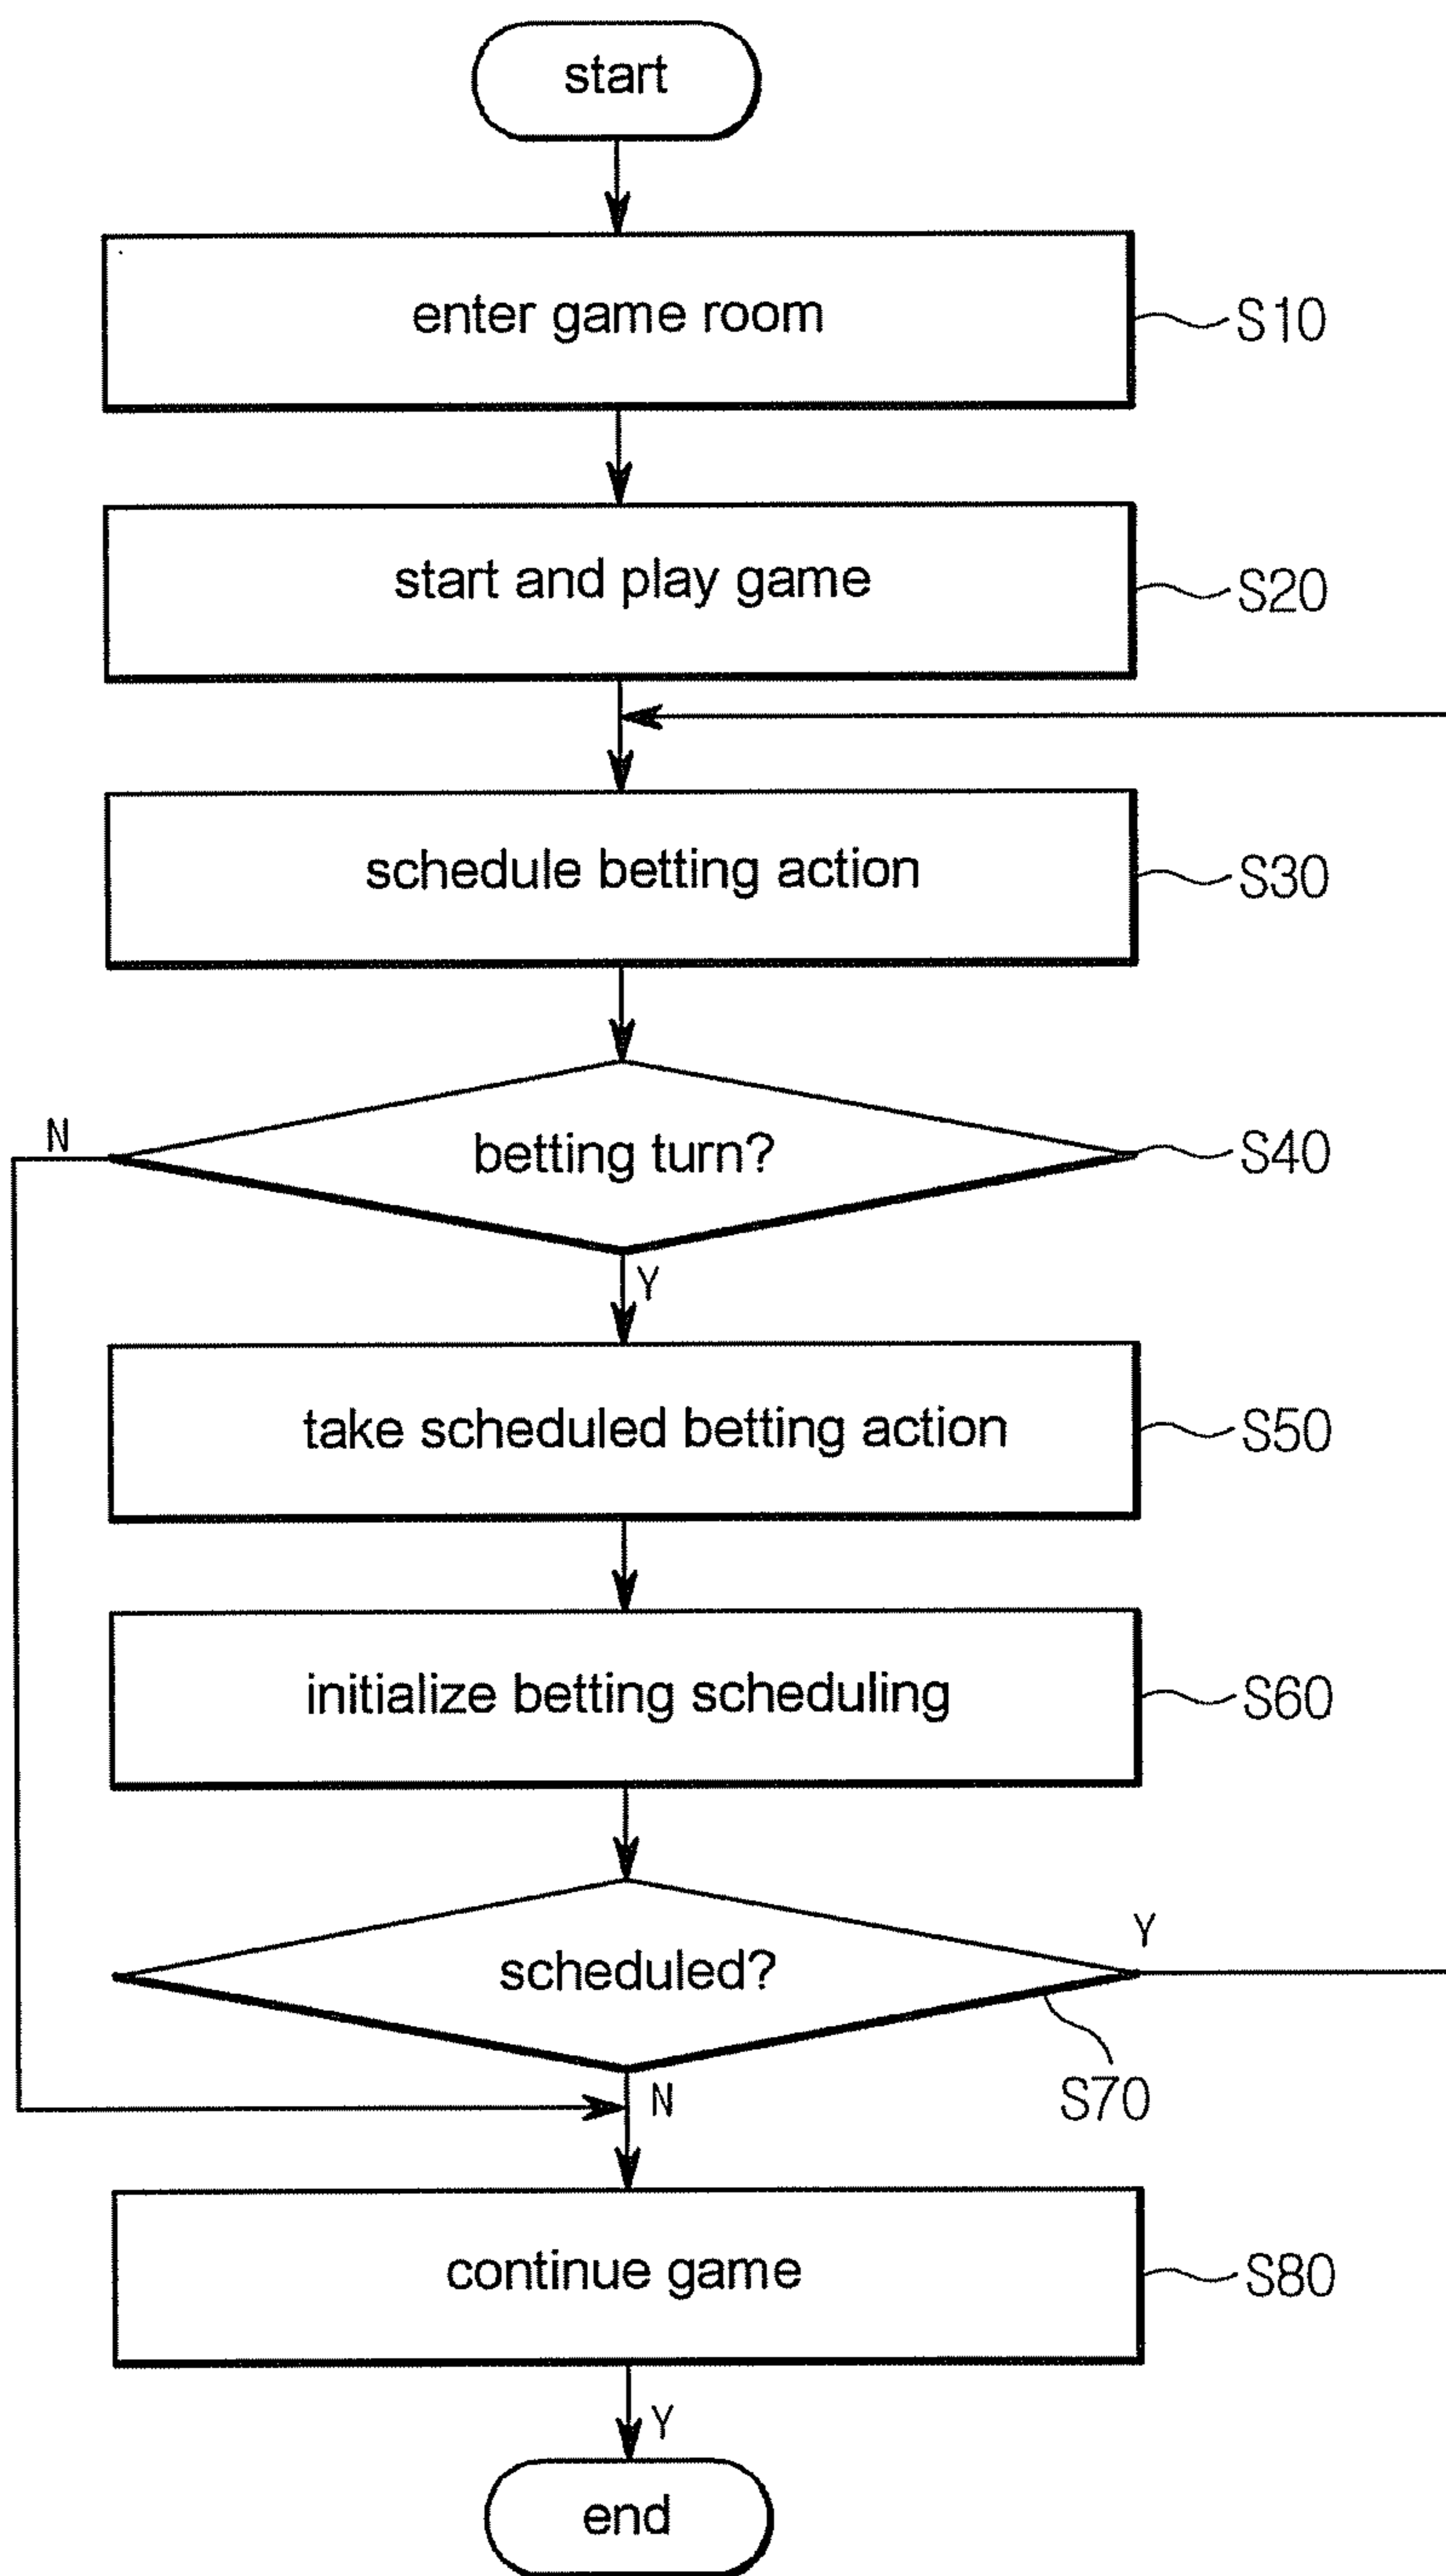 start
enter game room
S10
start and play game
S20
schedule betting action
S30
N
betting turn?
S40
Y
take scheduled betting action
S50
initialize betting scheduling
S60
Y
scheduled?
S70
N
continue game
S80
Y
end